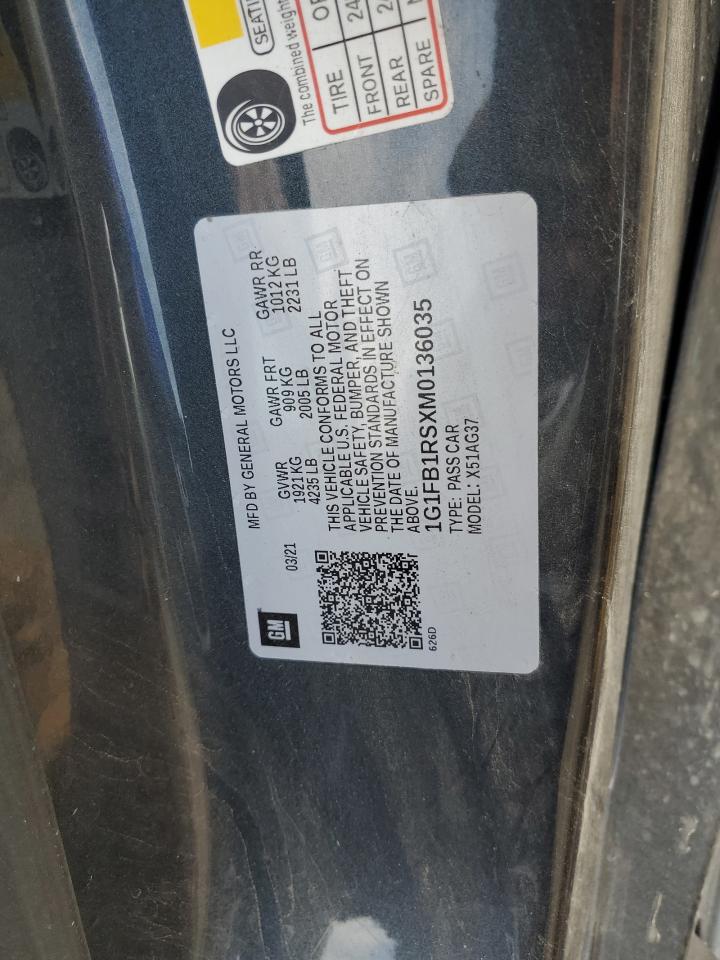 SEATI
The combined weight
TIRE OR
FRONT 24
REAR 2
SPARE
GM
MFD BY GENERAL MOTORS LLC
03/21
GVWR GAWR FRT GAWR RR
1921 KG 909 KG 1012 KG
4235 LB 2005 LB 2231 LB
THIS VEHICLE CONFORMS TO ALL
APPLICABLE U.S. FEDERAL MOTOR
VEHICLE SAFETY, BUMPER, AND THEFT
PREVENTION STANDARDS IN EFFECT ON
THE DATE OF MANUFACTURE SHOWN
ABOVE.
1G1FB1RSXM0136035
TYPE: PASS CAR
MODEL: X51AG37
626D